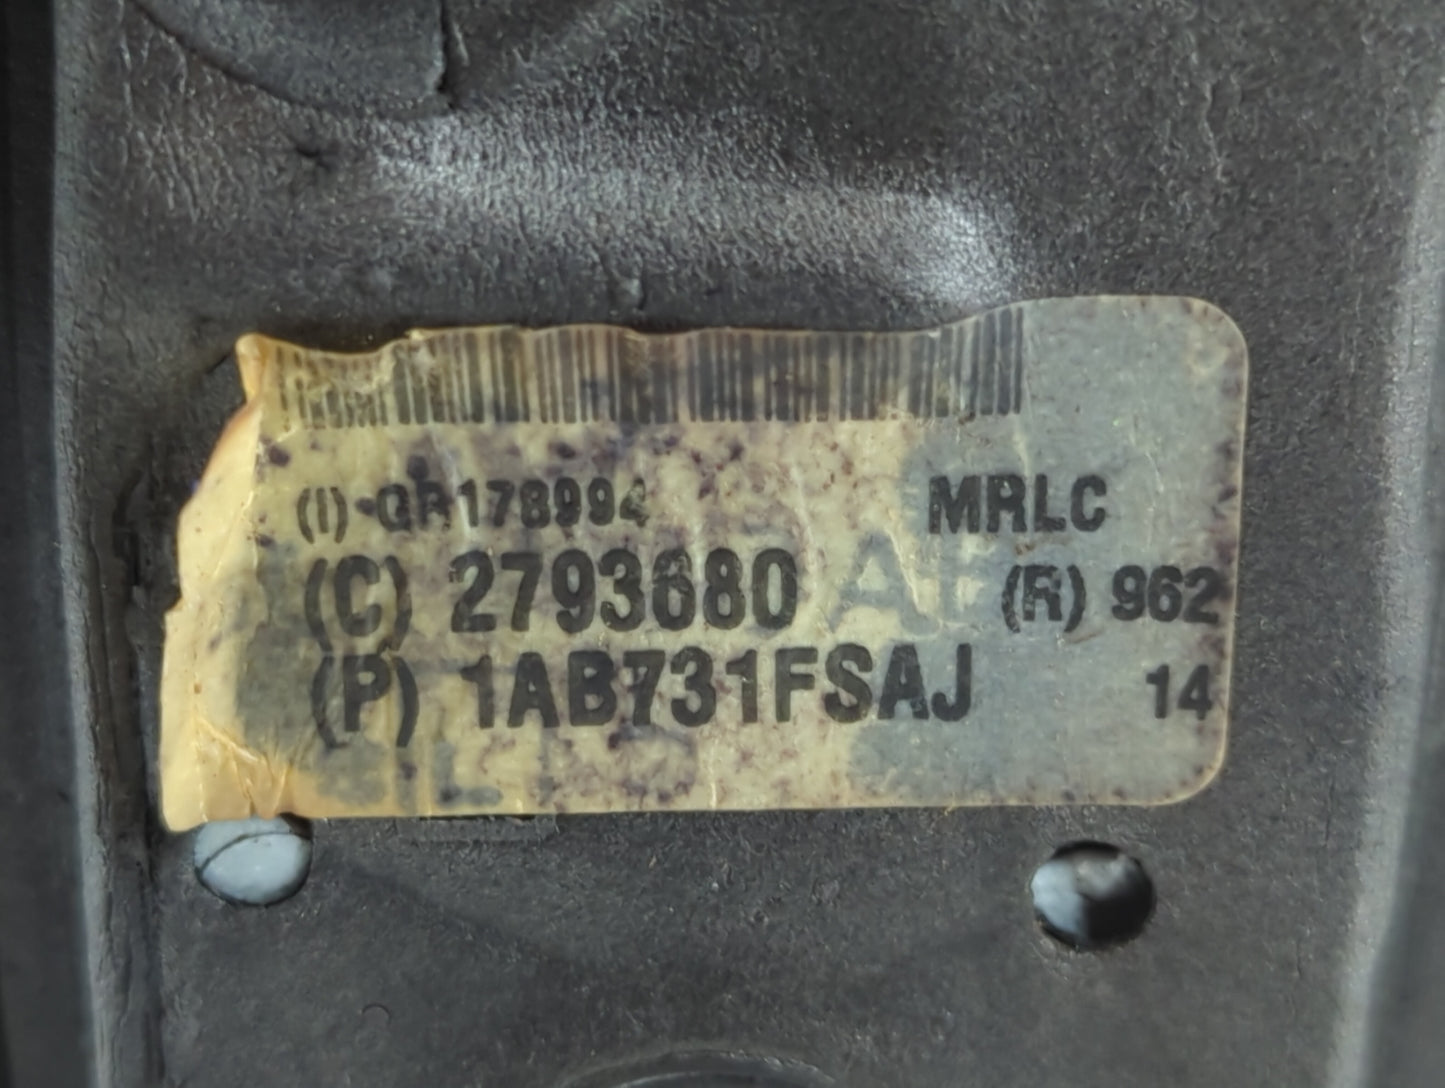 (I) GR178994 MRLC
(C) 2793680 (R) 962
(P) 1AB731FSAJ 14